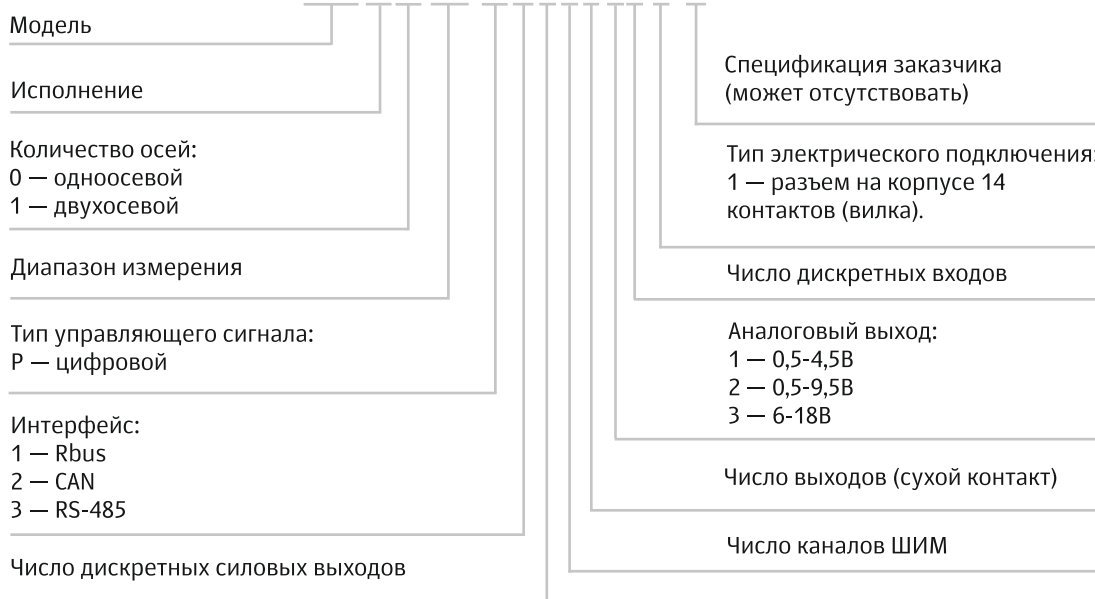 Модель
Исполнение
Количество осей:
0 — одноосевой
1 — двухосевой
Диапазон измерения
Тип управляющего сигнала:
P — цифровой
Интерфейс:
1 — Rbus
2 — CAN
3 — RS-485
Число дискретных силовых выходов
Спецификация заказчика
(может отсутствовать)
Тип электрического подключения:
1 — разъем на корпусе 14
контактов (вилка).
Число дискретных входов
Аналоговый выход:
1 — 0,5-4,5В
2 — 0,5-9,5В
3 — 6-18В
Число выходов (сухой контакт)
Число каналов ШИМ